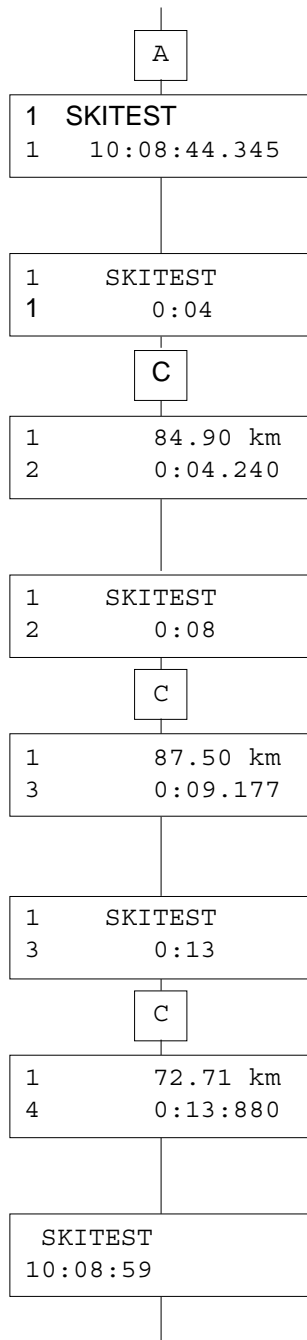 A
1 SKITEST
1 10:08:44.345
1 SKITEST
1 0:04
C
1 84.90 km
2 0:04.240
1 SKITEST
2 0:08
C
1 87.50 km
3 0:09.177
1 SKITEST
3 0:13
C
1 72.71 km
4 0:13:880
SKITEST
10:08:59